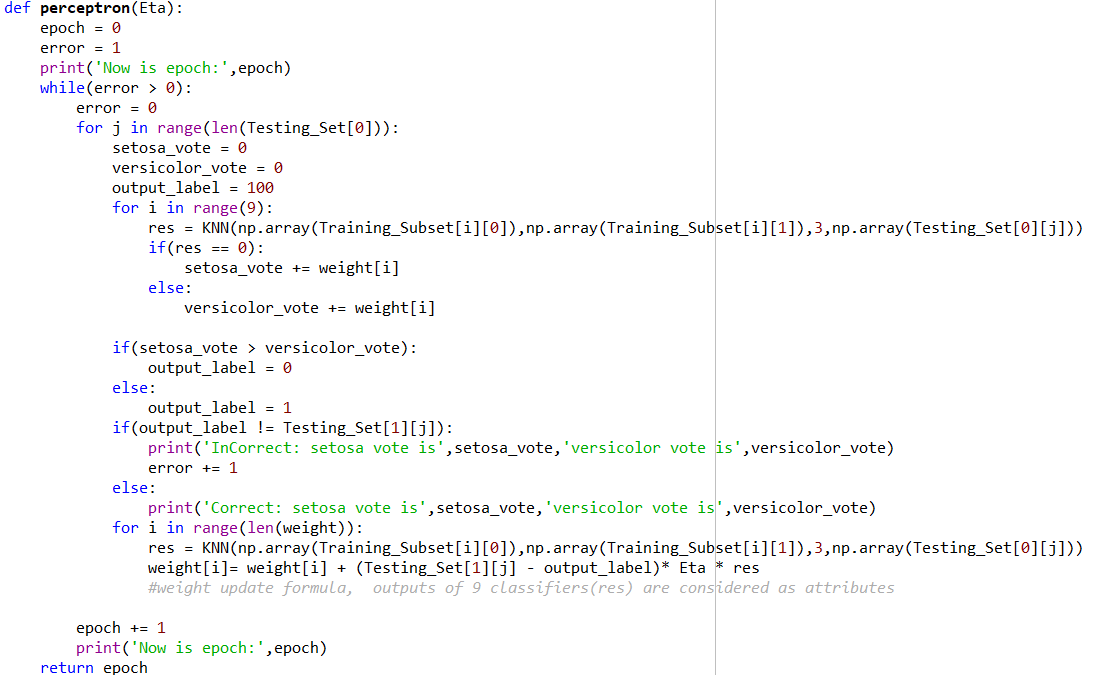 def perceptron(Eta):
    epoch = 0
    error = 1
    print('Now is epoch:',epoch)
    while(error > 0):
        error = 0
        for j in range(len(Testing_Set[0])):
            setosa_vote = 0
            versicolor_vote = 0
            output_label = 100
            for i in range(9):
                res = KNN(np.array(Training_Subset[i][0]),np.array(Training_Subset[i][1]),3,np.array(Testing_Set[0][j]))
                if(res == 0):
                    setosa_vote += weight[i]
                else:
                    versicolor_vote += weight[i]

            if(setosa_vote > versicolor_vote):
                output_label = 0
            else:
                output_label = 1
            if(output_label != Testing_Set[1][j]):
                print('InCorrect: setosa vote is',setosa_vote,'versicolor vote is',versicolor_vote)
                error += 1
            else:
                print('Correct: setosa vote is',setosa_vote,'versicolor vote is',versicolor_vote)
            for i in range(len(weight)):
                res = KNN(np.array(Training_Subset[i][0]),np.array(Training_Subset[i][1]),3,np.array(Testing_Set[0][j]))
                weight[i]= weight[i] + (Testing_Set[1][j] - output_label)* Eta * res
                #weight update formula,  outputs of 9 classifiers(res) are considered as attributes

        epoch += 1
        print('Now is epoch:',epoch)
    return epoch